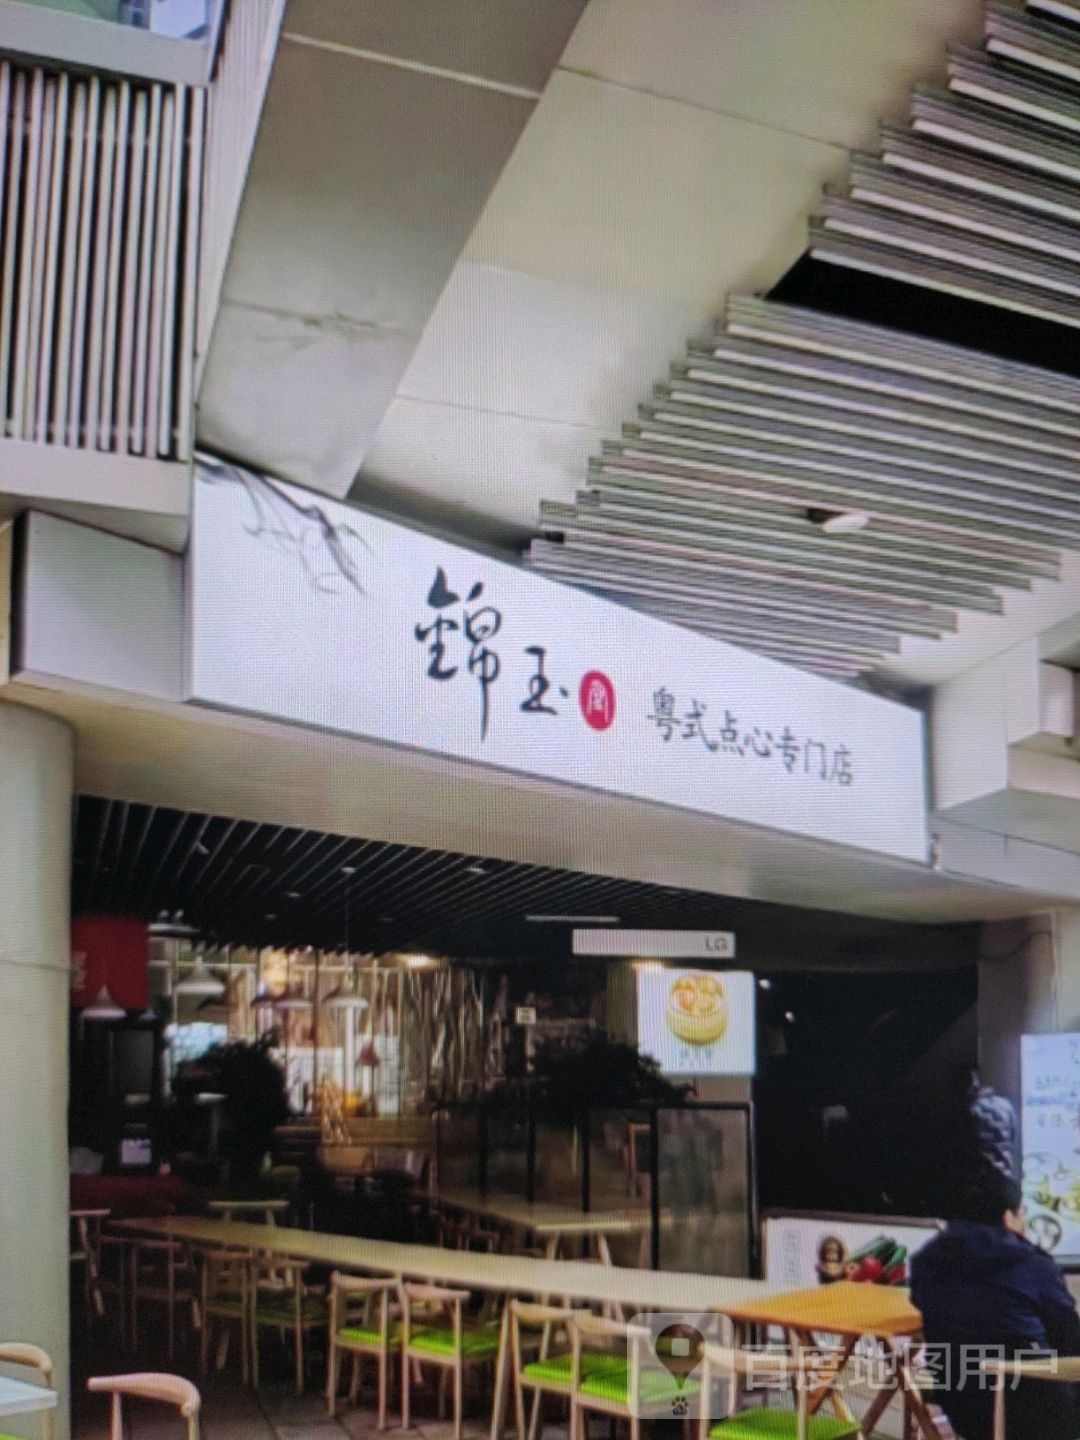 錦玉 阁 粤式点心专门店
LG
百度地图用户